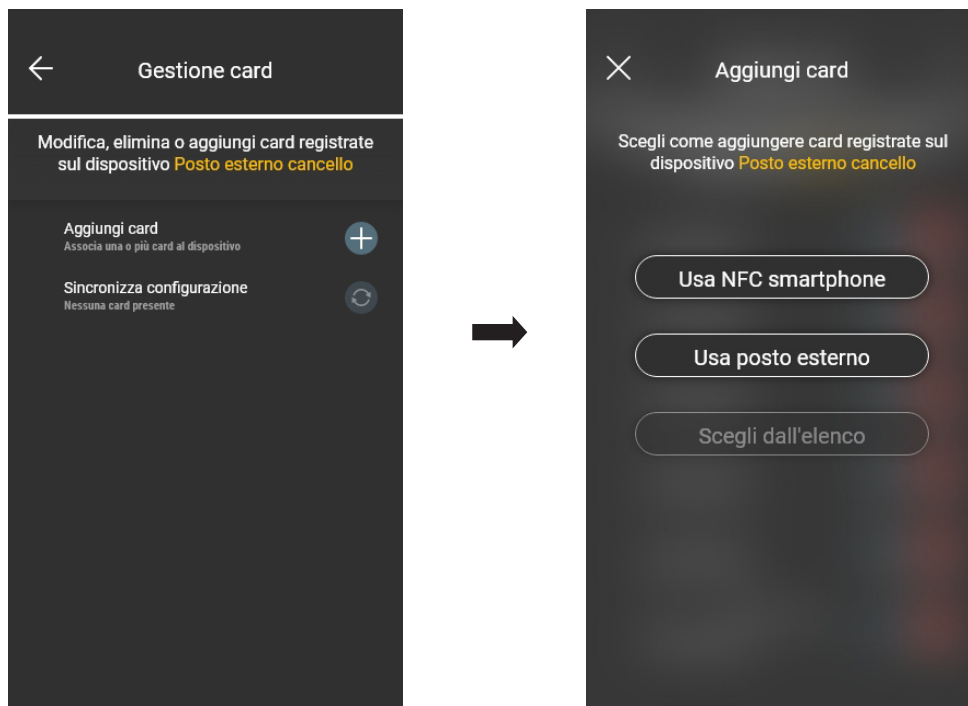 Gestione card
Modifica, elimina o aggiungi card registrate
sul dispositivo Posto esterno cancello
Aggiungi card
Associa una o più card al dispositivo
Sincronizza configurazione
Nessuna card presente
Aggiungi card
Scegli come aggiungere card registrate sul
dispositivo Posto esterno cancello
Usa NFC smartphone
Usa posto esterno
Scegli dall'elenco